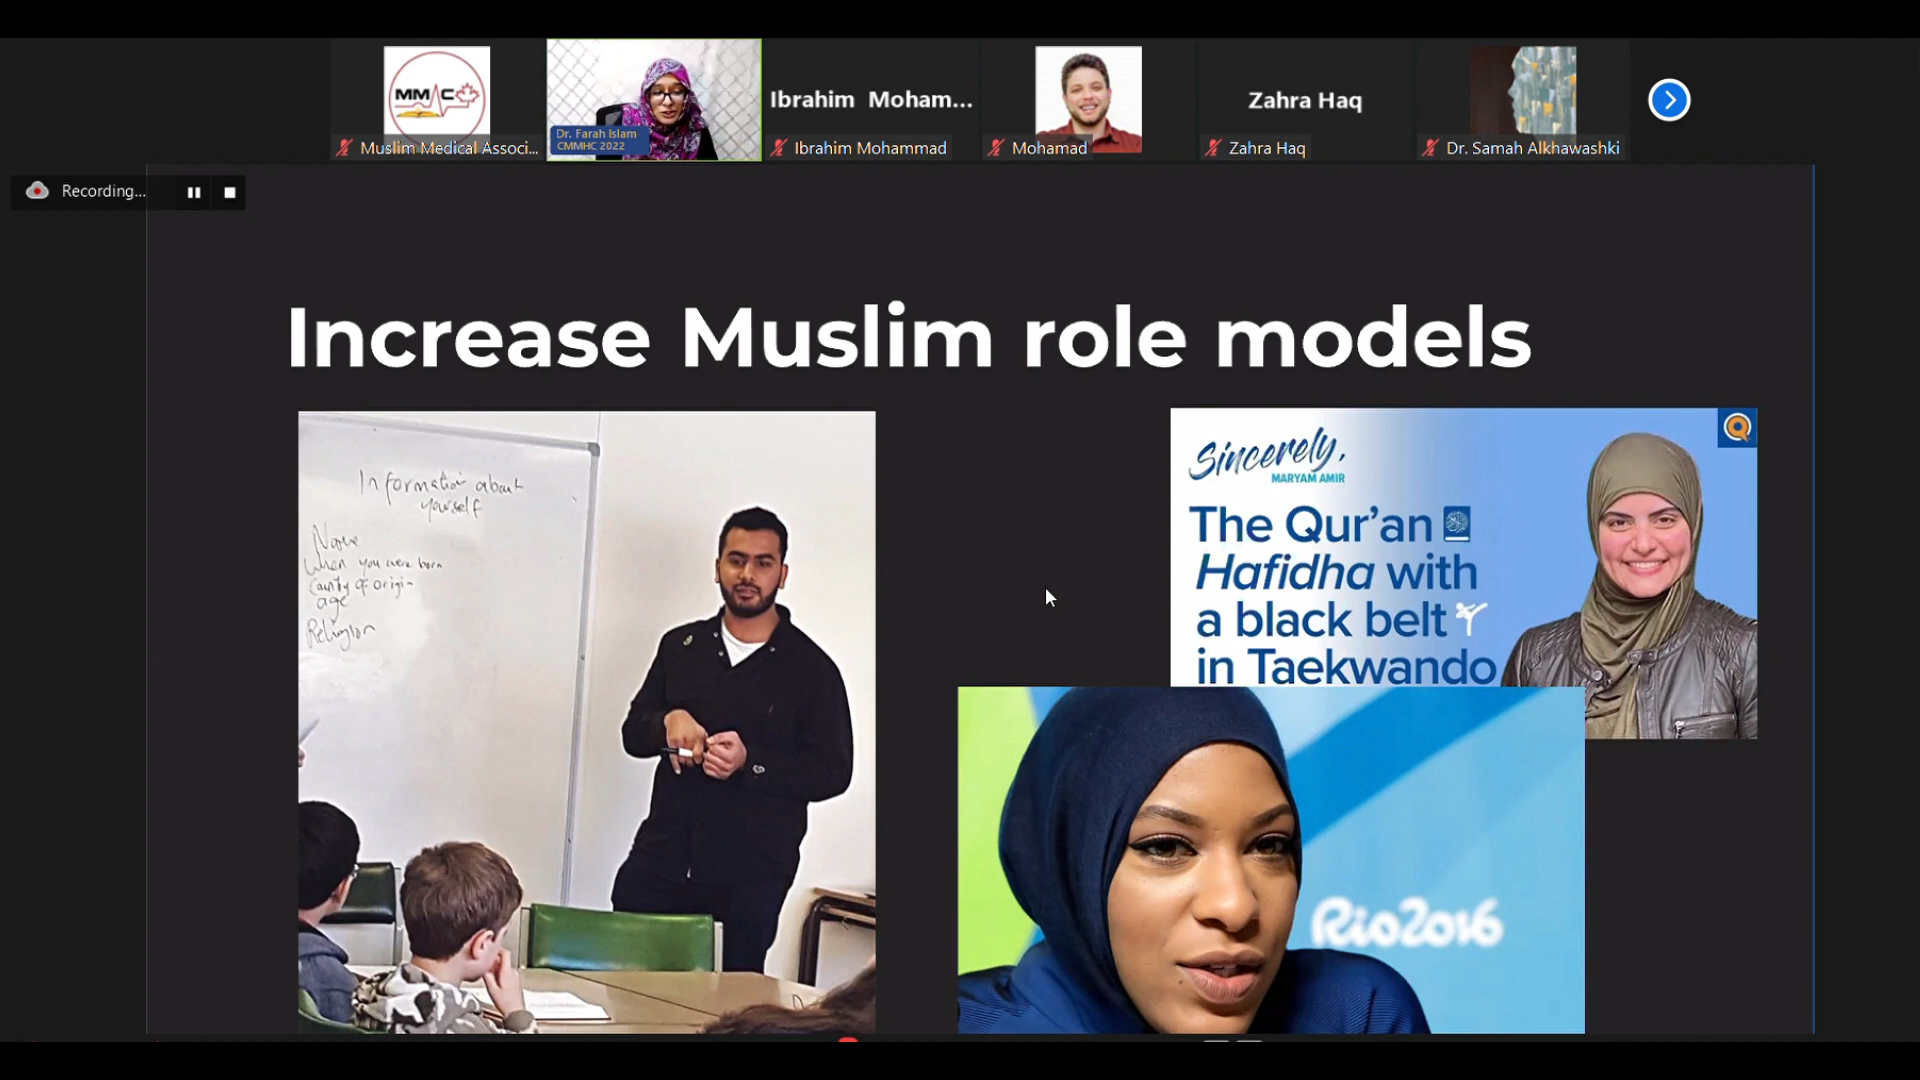 MMAC
Muslim Medical Associ...
Dr. Farah Islam
CMMHC 2022
Ibrahim Moham...
Ibrahim Mohammad
Mohamad
Zahra Haq
Zahra Haq
Dr. Samah Alkhawashki
Recording...
Increase Muslim role models
Information about
yourself
Name
When you were born
Country of origin
age
Religion
Sincerely,
MARYAM AMIR
The Qur'an
Hafidha with
a black belt
in Taekwando
Rio2016